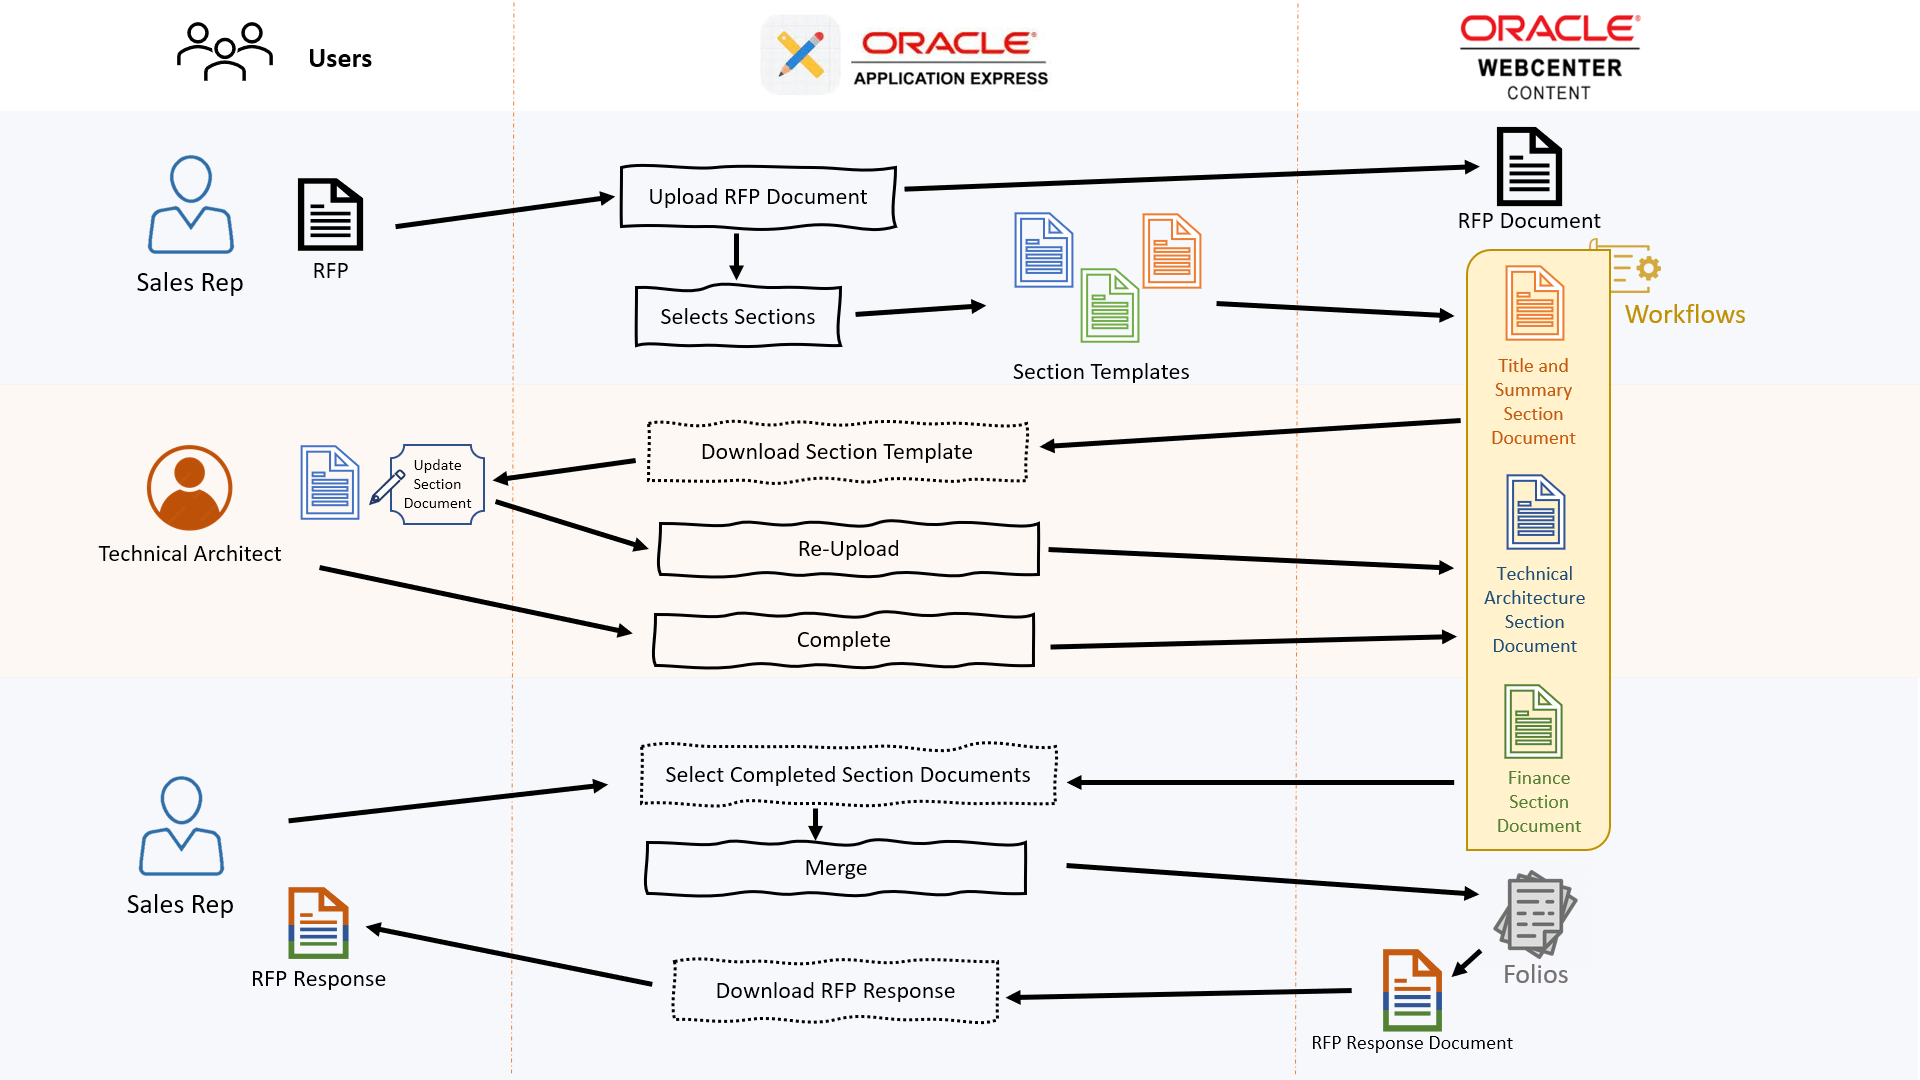 Users
ORACLE®
APPLICATION EXPRESS
ORACLE®
WEBCENTER
CONTENT
Sales Rep
RFP
Upload RFP Document
Selects Sections
Section Templates
RFP Document
Workflows
Title and
Summary
Section
Document
Technical Architect
Update
Section
Document
Download Section Template
Re-Upload
Complete
Technical
Architecture
Section
Document
Finance
Section
Document
Sales Rep
RFP Response
Select Completed Section Documents
Merge
Download RFP Response
Folios
RFP Response Document